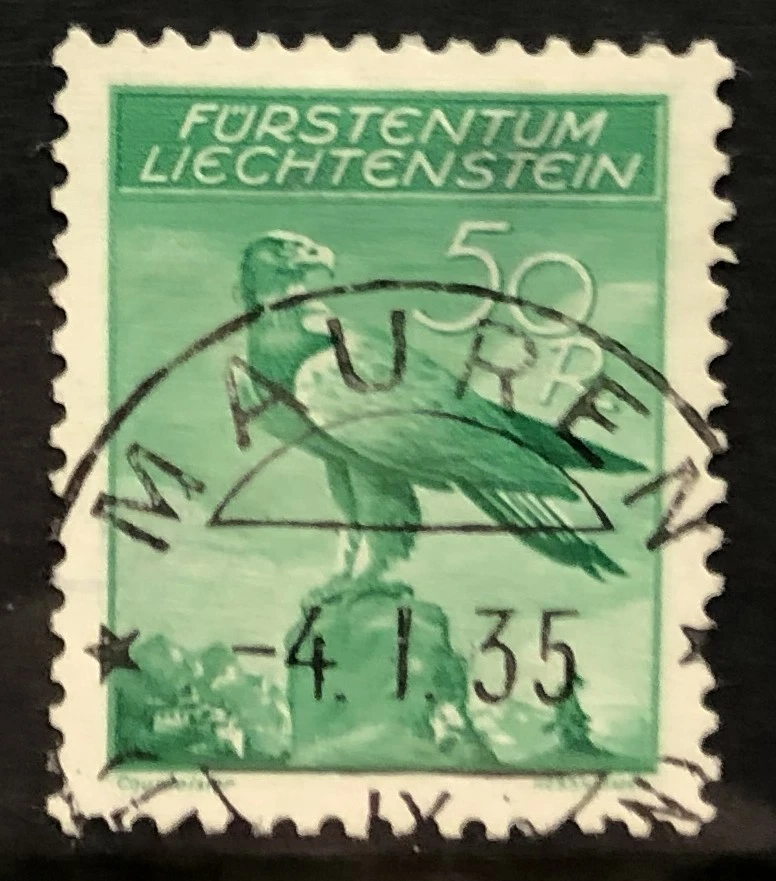 FÜRSTENTUM
LIECHTENSTEIN
50
RP.
MAUREN
-4. I. 35